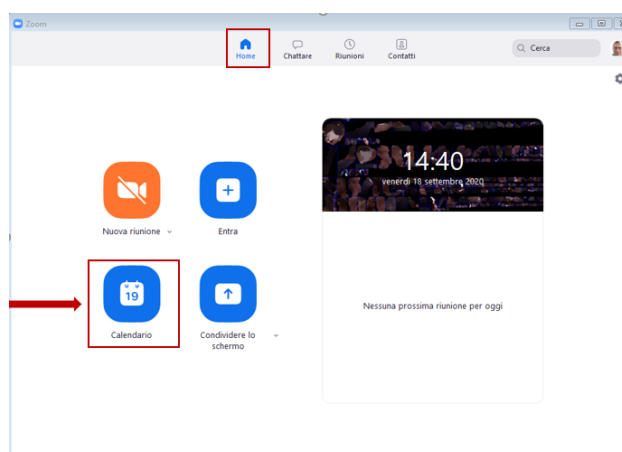 Zoom
Home
Chattare
Riunioni
Contatti
Cerca
14:40
venerdì 18 settembre 2020
Nuova riunione
Entra
19
Calendario
Condividere lo
schermo
Nessuna prossima riunione per oggi